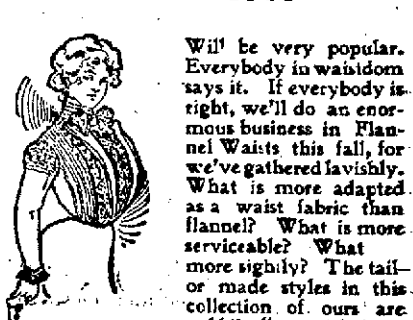 Will be very popular.
Everybody in waistdom
says it. If everybody is
right, we'll do an enor-
mous business in Flan-
nel Waists this fall, for
we've gathered lavishly.
What is more adapted
as a waist fabric than
flannel? What is more
serviceable? What
more sightly? The tail-
or made styles in this
collection of ours are